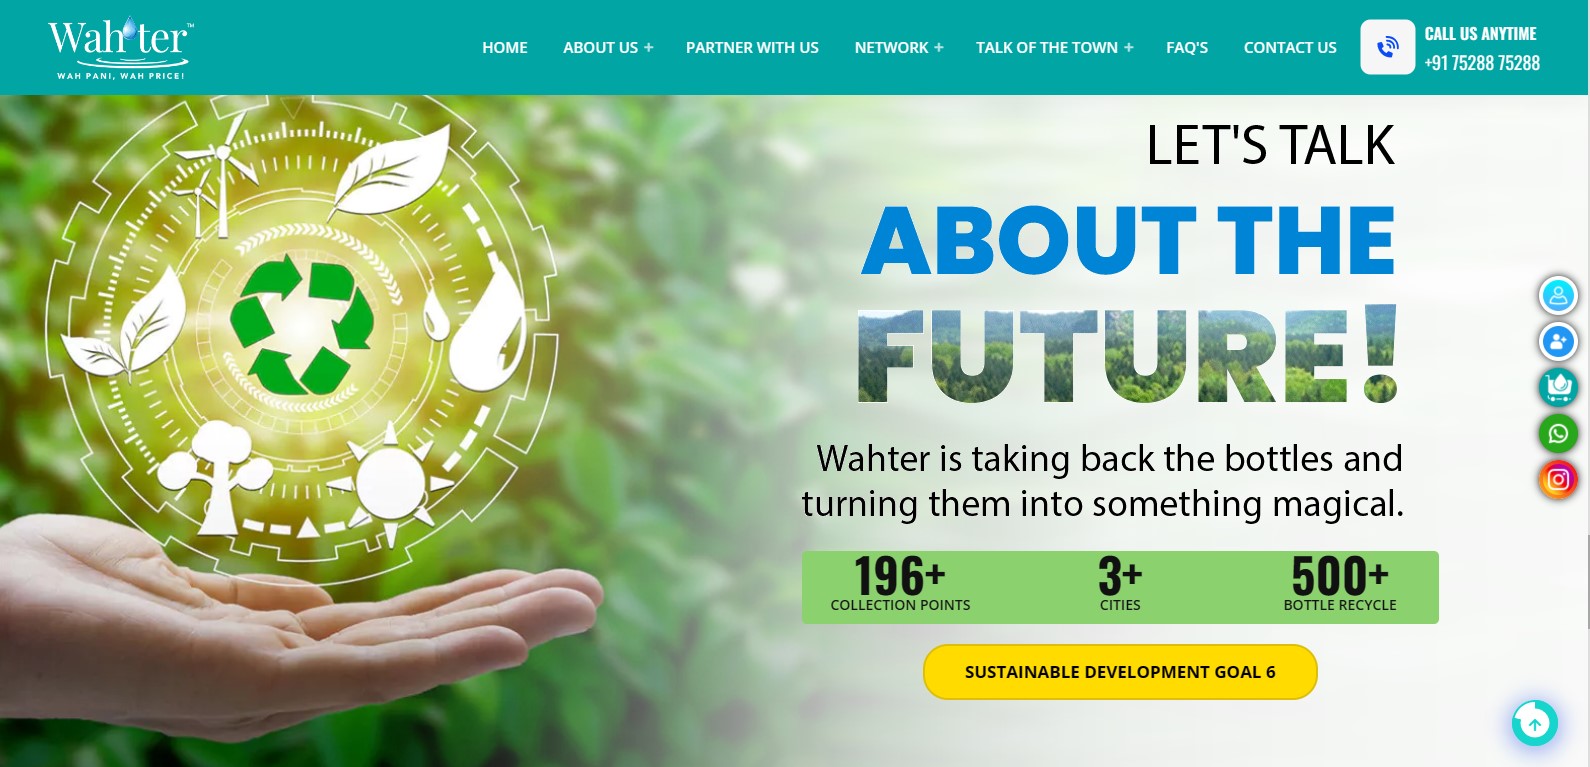 Wah ter™
WAH PANI, WAH PRICE!
HOME
ABOUT US +
PARTNER WITH US
NETWORK +
TALK OF THE TOWN +
FAQ'S
CONTACT US
CALL US ANYTIME
+91 75288 75288
LET'S TALK
ABOUT THE
FUTURE!
Wahter is taking back the bottles and
turning them into something magical.
196+
COLLECTION POINTS
3+
CITIES
500+
BOTTLE RECYCLE
SUSTAINABLE DEVELOPMENT GOAL 6